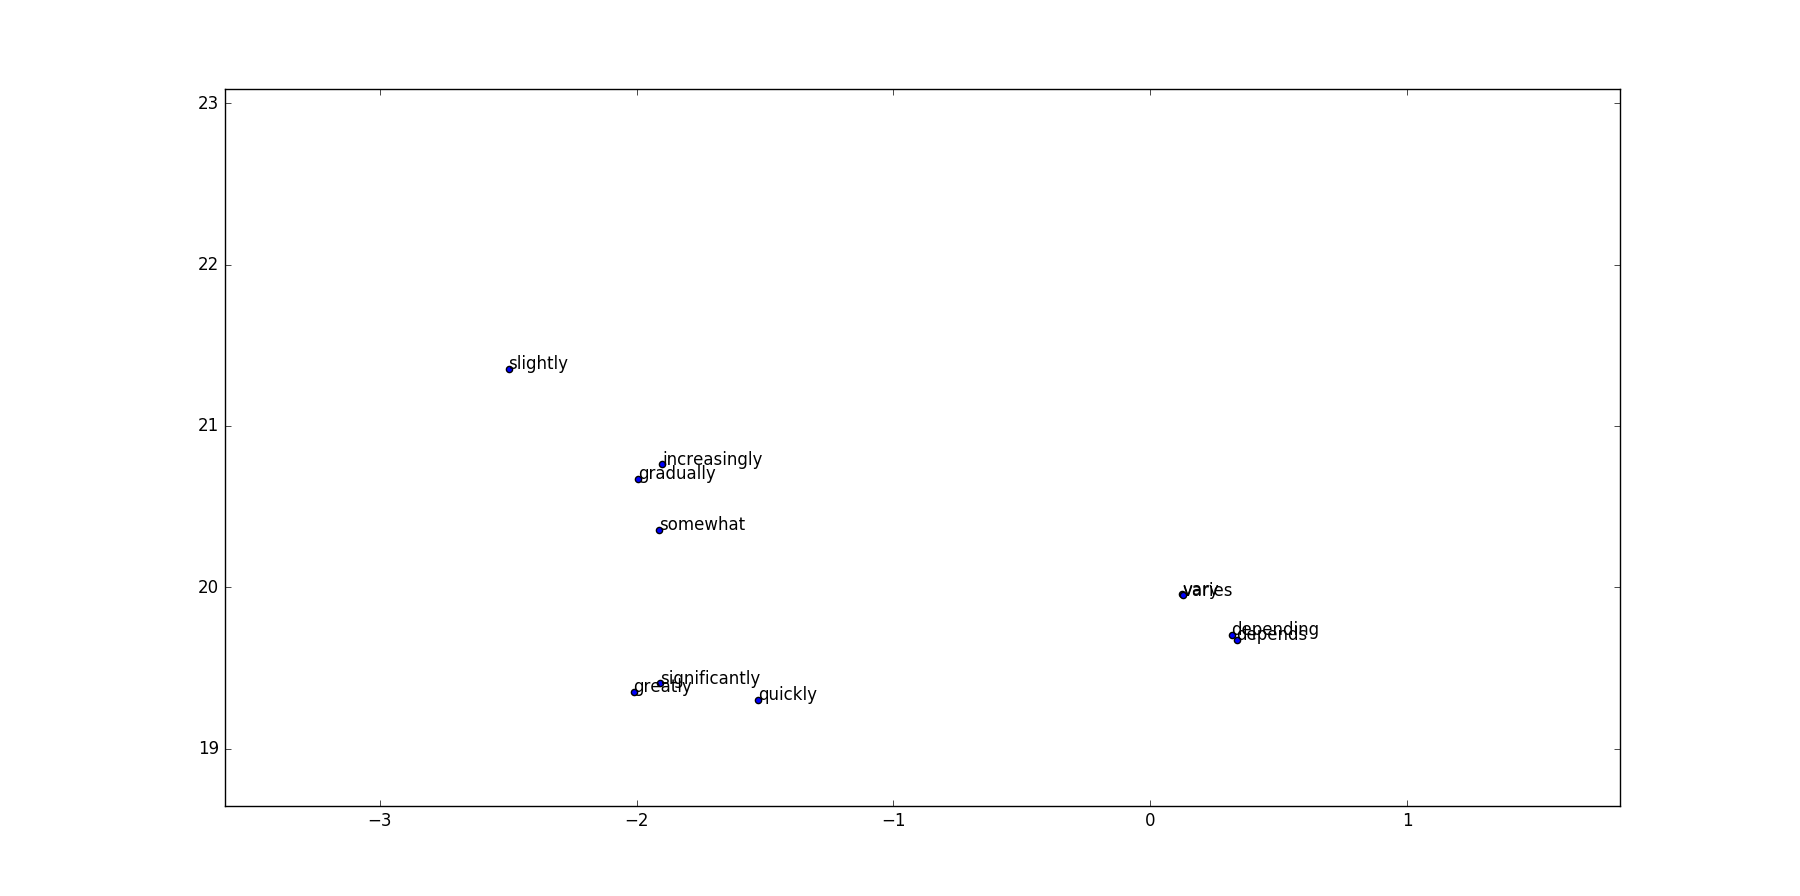 23
22
21
20
19
slightly
increasingly
gradually
somewhat
vary
varies
depending
depends
significantly
greatly
quickly
−3
−2
−1
0
1